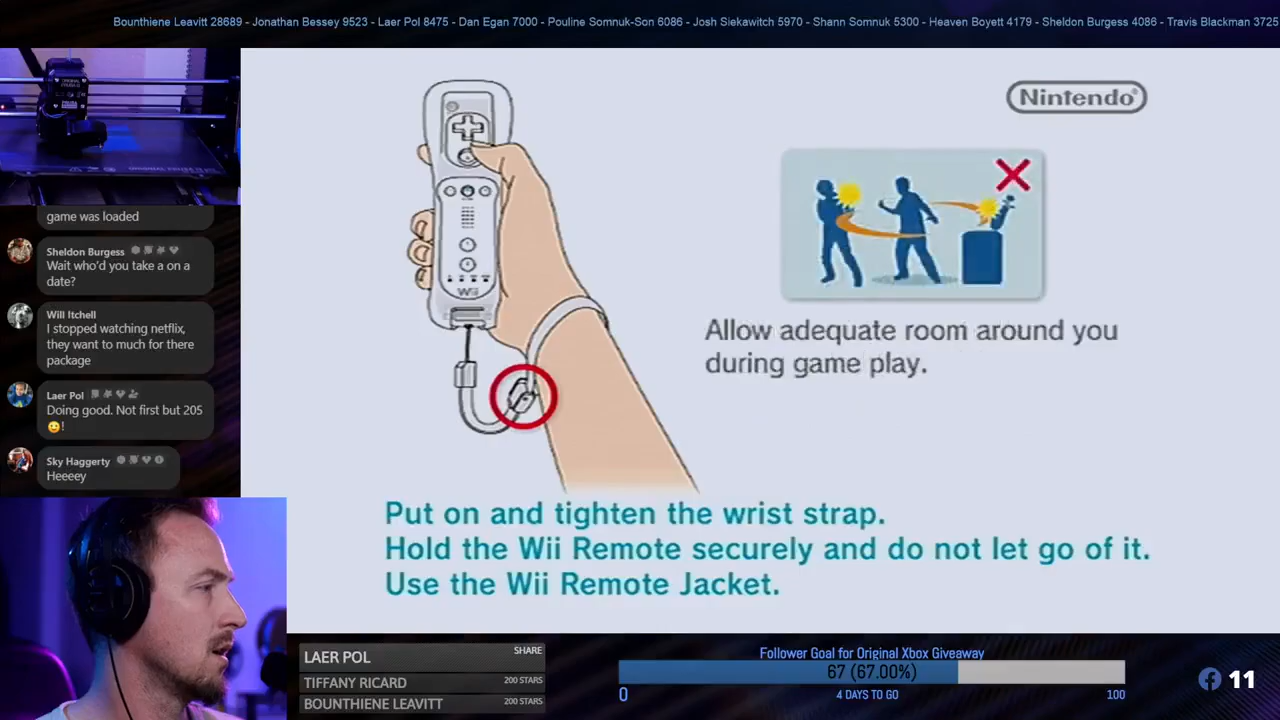 Bounthiene Leavitt 28689 - Jonathan Bessey 9523 - Laer Pol 8475 - Dan Egan 7000 - Pouline Somnuk-Son 6086 - Josh Siekawitch 5970 - Shann Somnuk 5300 - Heaven Boyett 4179 - Sheldon Burgess 4086 - Travis Blackman 3725
game was loaded
Sheldon Burgess
Wait who'd you take a on a
date?
Will Itchell
I stopped watching netflix,
they want to much for there
package
Laer Pol
Doing good. Not first but 205
!
Sky Haggerty
Heeeey
Nintendo®
Allow adequate room around you
during game play.
Wii
Put on and tighten the wrist strap.
Hold the Wii Remote securely and do not let go of it.
Use the Wii Remote Jacket.
LAER POL SHARE
TIFFANY RICARD 200 STARS
BOUNTHIENE LEAVITT 200 STARS
Follower Goal for Original Xbox Giveaway
67 (67.00%)
0 4 DAYS TO GO 100
11